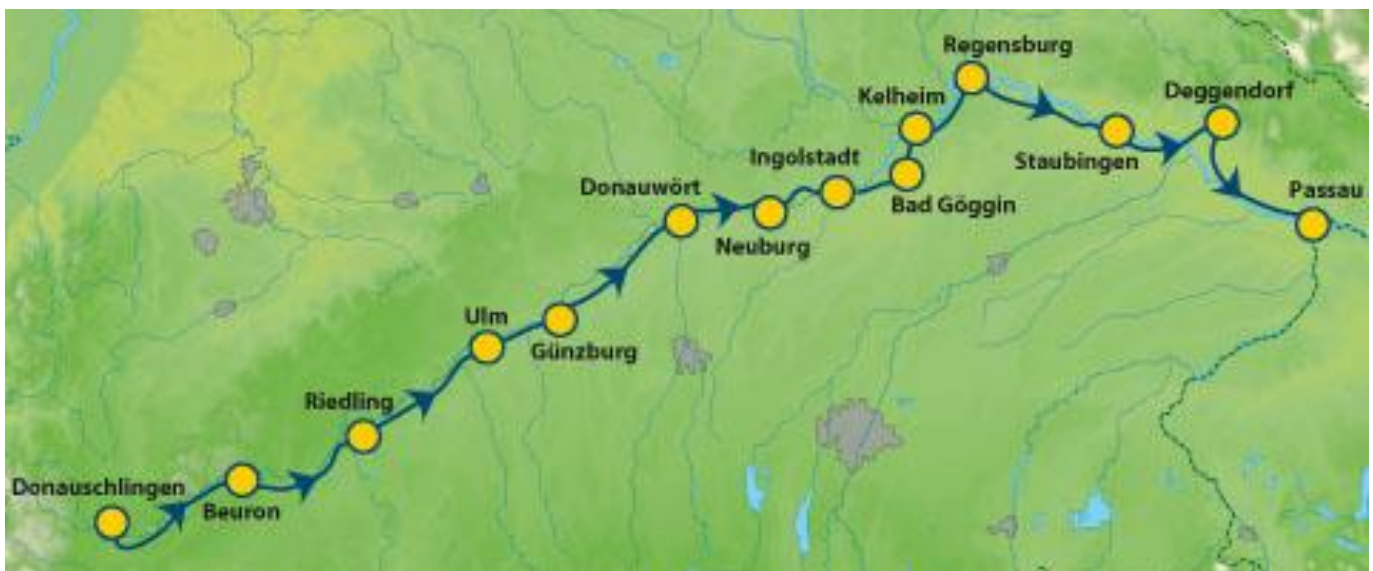 Regensburg
Kelheim
Deggendorf
Staubingen
Ingolstadt
Donauwört
Bad Göggin
Passau
Neuburg
Ulm
Günzburg
Riedling
Donauschlingen
Beuron